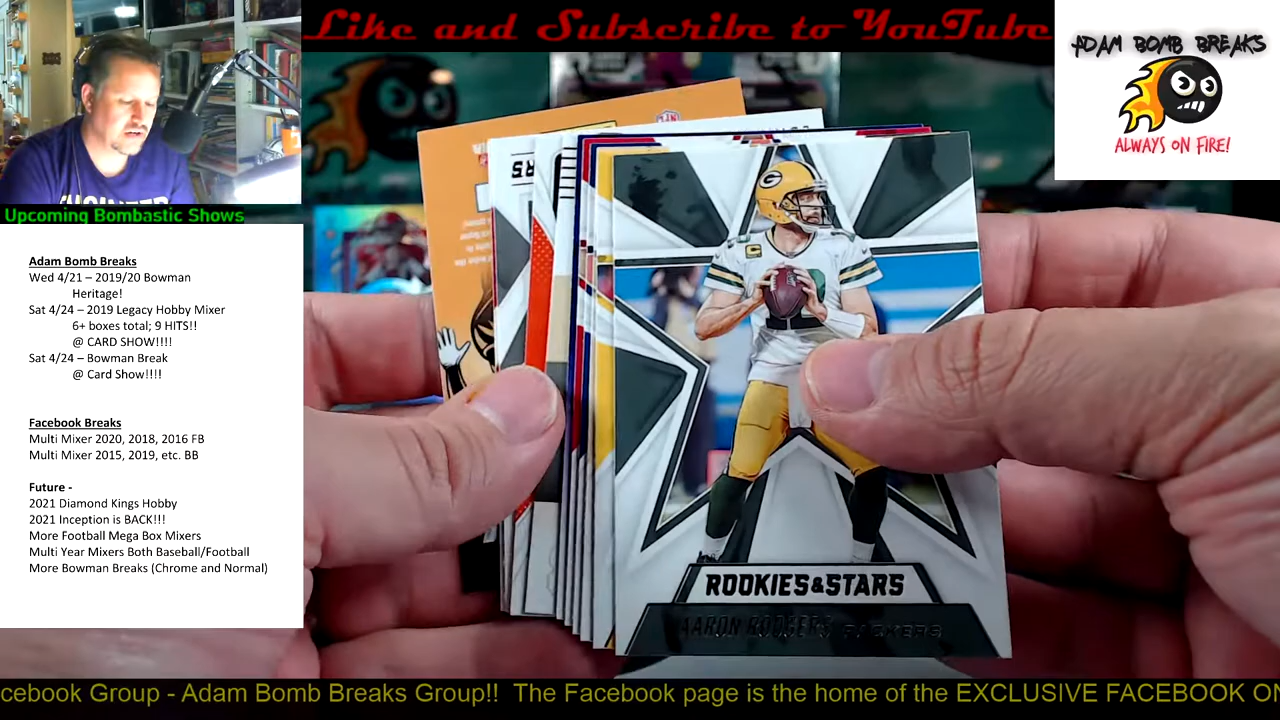 Like and Subscribe to YouTube
ADAM BOMB BREAKS
ALWAYS ON FIRE!
Upcoming Bombastic Shows
Adam Bomb Breaks
Wed 4/21 – 2019/20 Bowman
Heritage!
Sat 4/24 – 2019 Legacy Hobby Mixer
6+ boxes total; 9 HITS!!
@ CARD SHOW!!!!
Sat 4/24 – Bowman Break
@ Card Show!!!!
Facebook Breaks
Multi Mixer 2020, 2018, 2016 FB
Multi Mixer 2015, 2019, etc. BB
Future -
2021 Diamond Kings Hobby
2021 Inception is BACK!!!
More Football Mega Box Mixers
Multi Year Mixers Both Baseball/Football
More Bowman Breaks (Chrome and Normal)
G
C
12
ROOKIES&STARS
AARON RODGERS PACKERS
cebook Group - Adam Bomb Breaks Group!! The Facebook page is the home of the EXCLUSIVE FACEBOOK ON